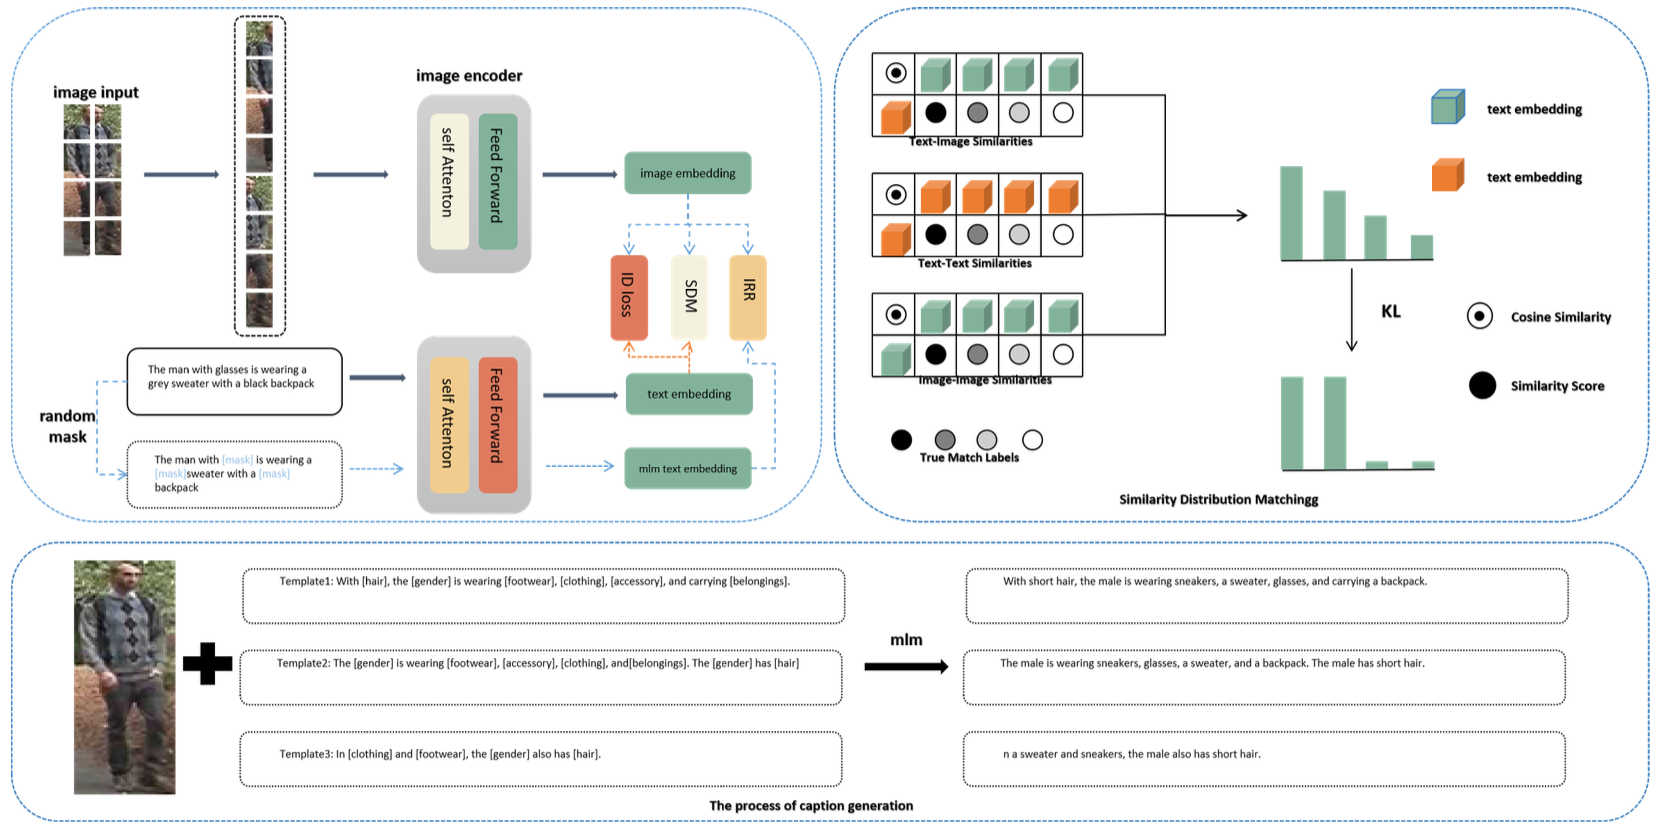 image input
image encoder
self Attenton
Feed Forward
image embedding
ID loss
SDM
IRR
The man with glasses is wearing a
grey sweater with a black backpack
random
mask
The man with [mask] is wearing a
[mask]sweater with a [mask]
backpack
self Attenton
Feed Forward
text embedding
mlm text embedding
Text-Image Similarities
Text-Text Similarities
Image-Image Similarities
True Match Labels
text embedding
text embedding
KL
Cosine Similarity
Similarity Score
Similarity Distribution Matchingg
Template1: With [hair], the [gender] is wearing [footwear], [clothing], [accessory], and carrying [belongings].
Template2: The [gender] is wearing [footwear], [accessory], [clothing], and[belongings]. The [gender] has [hair]
Template3: In [clothing] and [footwear], the [gender] also has [hair].
mlm
With short hair, the male is wearing sneakers, a sweater, glasses, and carrying a backpack.
The male is wearing sneakers, glasses, a sweater, and a backpack. The male has short hair.
n a sweater and sneakers, the male also has short hair.
The process of caption generation